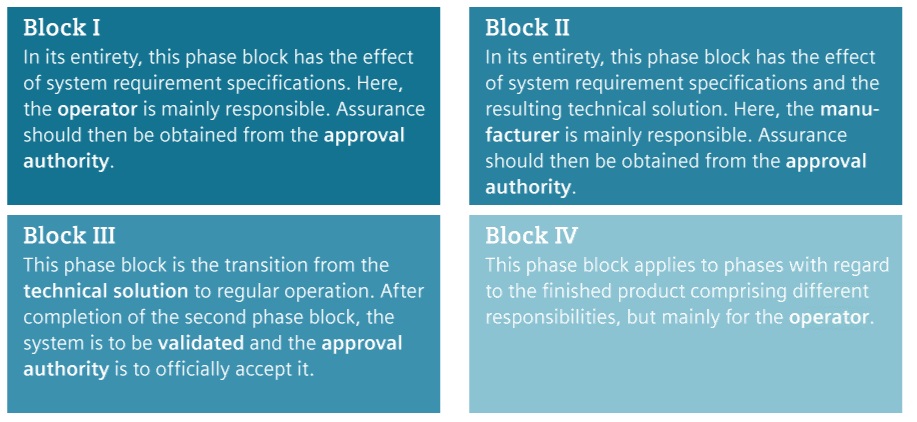 Block I
In its entirety, this phase block has the effect
of system requirement specifications. Here,
the operator is mainly responsible. Assurance
should then be obtained from the approval
authority.
Block II
In its entirety, this phase block has the effect
of system requirement specifications and the
resulting technical solution. Here, the manu-
facturer is mainly responsible. Assurance
should then be obtained from the approval
authority.
Block III
This phase block is the transition from the
technical solution to regular operation. After
completion of the second phase block, the
system is to be validated and the approval
authority is to officially accept it.
Block IV
This phase block applies to phases with regard
to the finished product comprising different
responsibilities, but mainly for the operator.